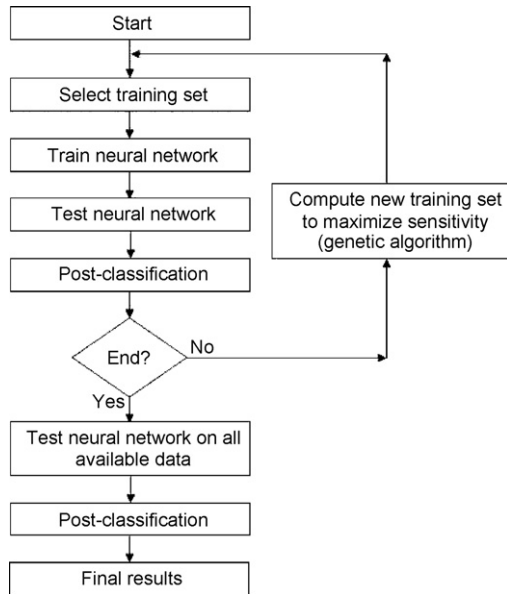 Start
Select training set
Train neural network
Test neural network
Post-classification
Compute new training set
to maximize sensitivity
(genetic algorithm)
End?
No
Yes
Test neural network on all
available data
Post-classification
Final results